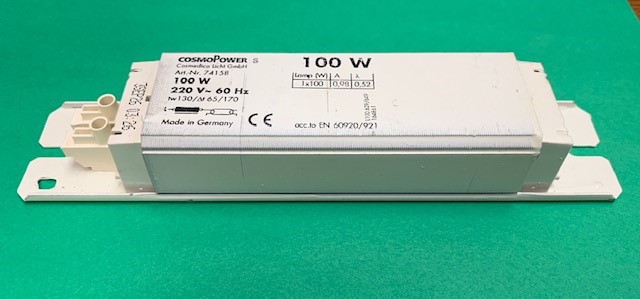 COSMOPOWER S
Cosmedico Licht GmbH
Art.-Nr. 74158
100 W
220 V~ 60 Hz
tw130/Δt 65/170
Made in Germany
CE
100 W
Lamp (W) A λ
1x100 0,98 0,52
acc.to EN 60920/921